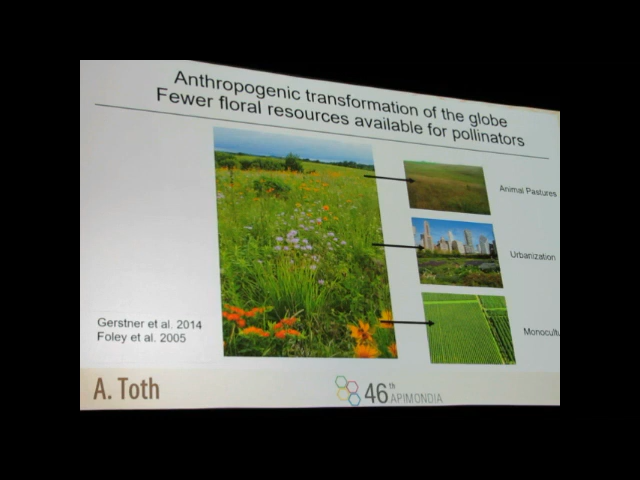 Anthropogenic transformation of the globe
Fewer floral resources available for pollinators
Animal Pastures
Urbanization
Monocultu
Gerstner et al. 2014
Foley et al. 2005
A. Toth
46th APIMONDIA